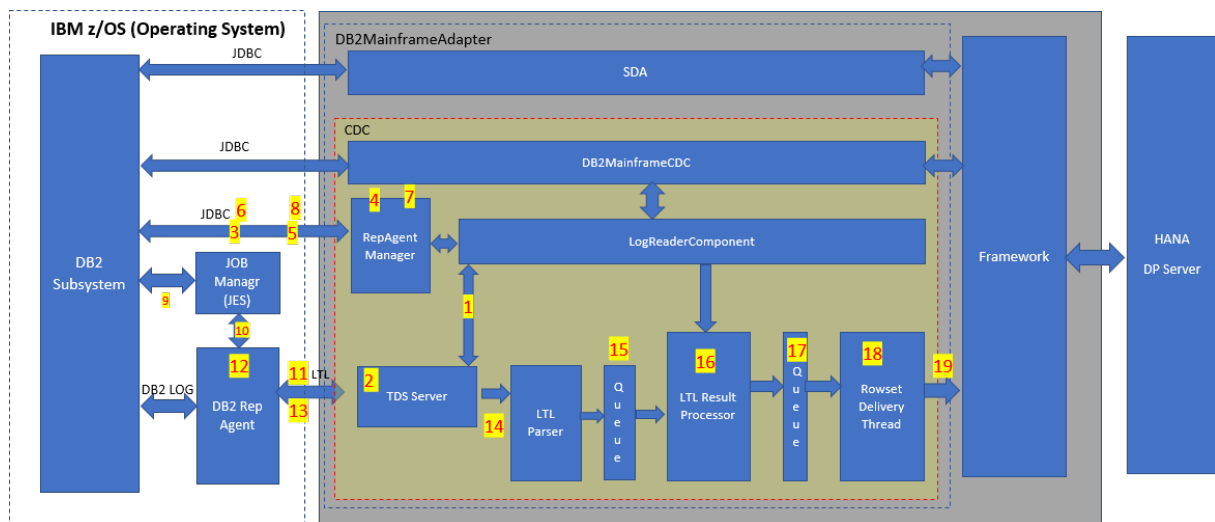 IBM z/OS (Operating System)
DB2MainframeAdapter
JDBC
SDA
CDC
JDBC
DB2MainframeCDC
4
7
6
8
JDBC
3
5
RepAgent
Manager
LogReaderComponent
DB2
Subsystem
JOB
Managr
(JES)
9
10
1
Framework
HANA
DP Server
12
11
LTL
13
DB2 LOG
DB2 Rep
Agent
2
TDS Server
14
LTL
Parser
15
Queue
16
LTL Result
Processor
17
Queue
18
Rowset
Delivery
Thread
19